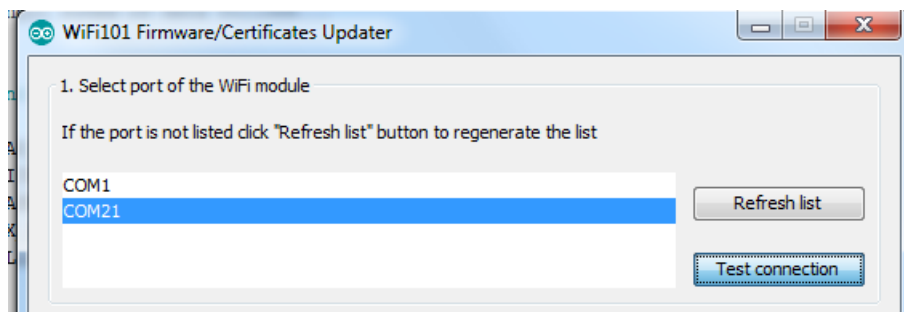 WiFi101 Firmware/Certificates Updater
1. Select port of the WiFi module
If the port is not listed click "Refresh list" button to regenerate the list
COM1
COM21
Refresh list
Test connection